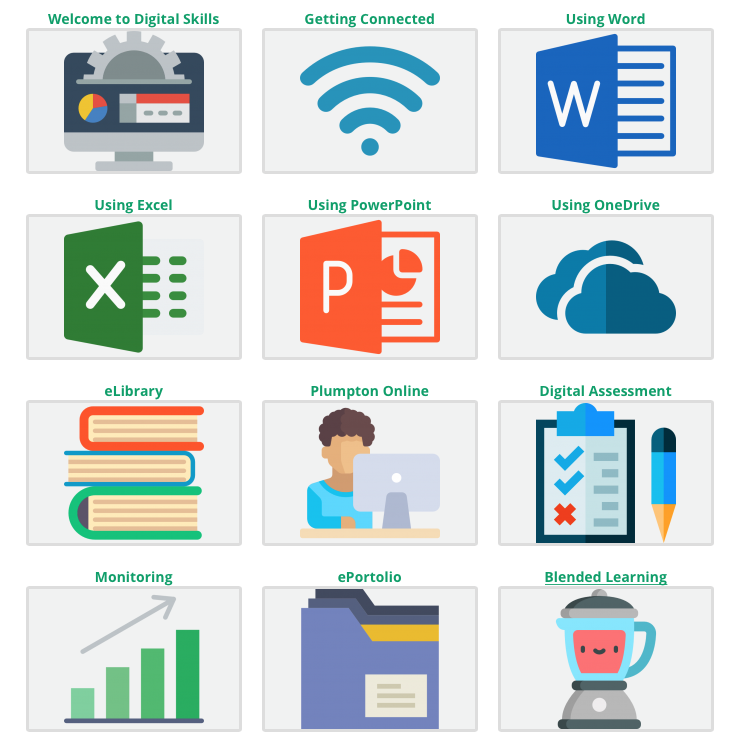 Welcome to Digital Skills
Getting Connected
Using Word
W
Using Excel
X
Using PowerPoint
P
Using OneDrive
eLibrary
Plumpton Online
Digital Assessment
Monitoring
ePortolio
Blended Learning